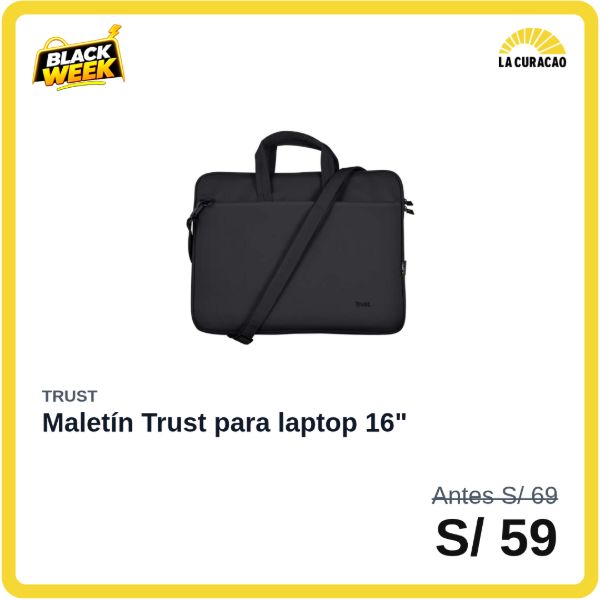 BLACK
WEEK
LA CURACAO
Trust.
TRUST
Maletín Trust para laptop 16"
Antes S/ 69
S/ 59